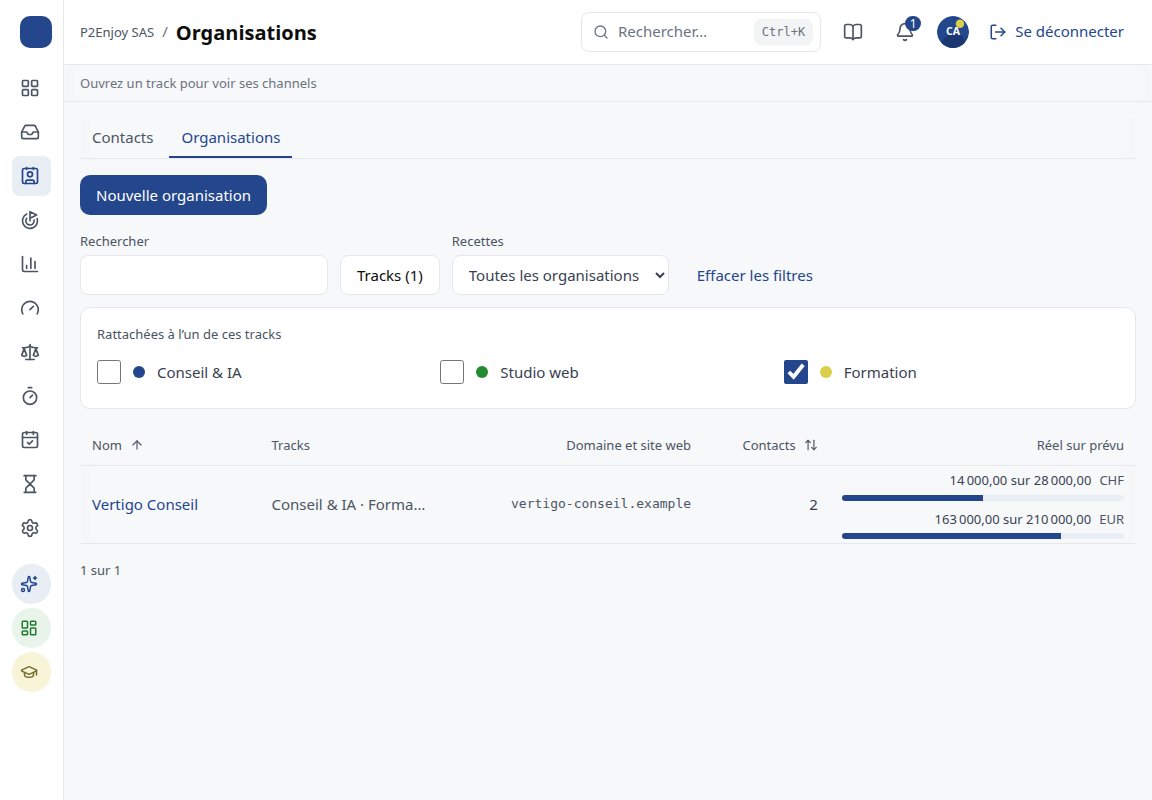 P2Enjoy SAS / Organisations
Rechercher... Ctrl+K
1
CA
Se déconnecter
Ouvrez un track pour voir ses channels
Contacts Organisations
Nouvelle organisation
Rechercher
Recettes
Tracks (1)
Toutes les organisations
Effacer les filtres
Rattachées à l'un de ces tracks
Conseil & IA
Studio web
Formation
Nom Tracks Domaine et site web Contacts Réel sur prévu
Vertigo Conseil Conseil & IA · Forma... vertigo-conseil.example 2
14 000,00 sur 28 000,00 CHF
163 000,00 sur 210 000,00 EUR
1 sur 1